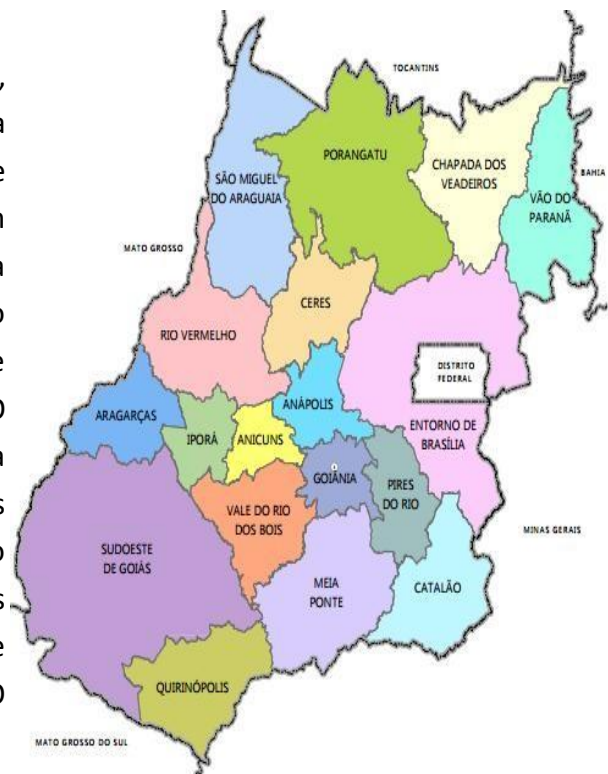 TOCANTINS
PORANGATU
CHAPADA DOS
VEADEIROS
BAHIA
SÃO MIGUEL
DO ARAGUAIA
VÃO DO
PARANÃ
MATO GROSSO
CERES
RIO VERMELHO
DISTRITO
FEDERAL
ANÁPOLIS
ARAGARÇAS
IPORÁ
ANICUNS
ENTORNO DE
BRASÍLIA
GOIÂNIA
PIRES
DO RIO
VALE DO RIO
DOS BOIS
MINAS GERAIS
SUDOESTE
DE GOIÁS
MEIA
PONTE
CATALÃO
QUIRINÓPOLIS
MATO GROSSO DO SUL